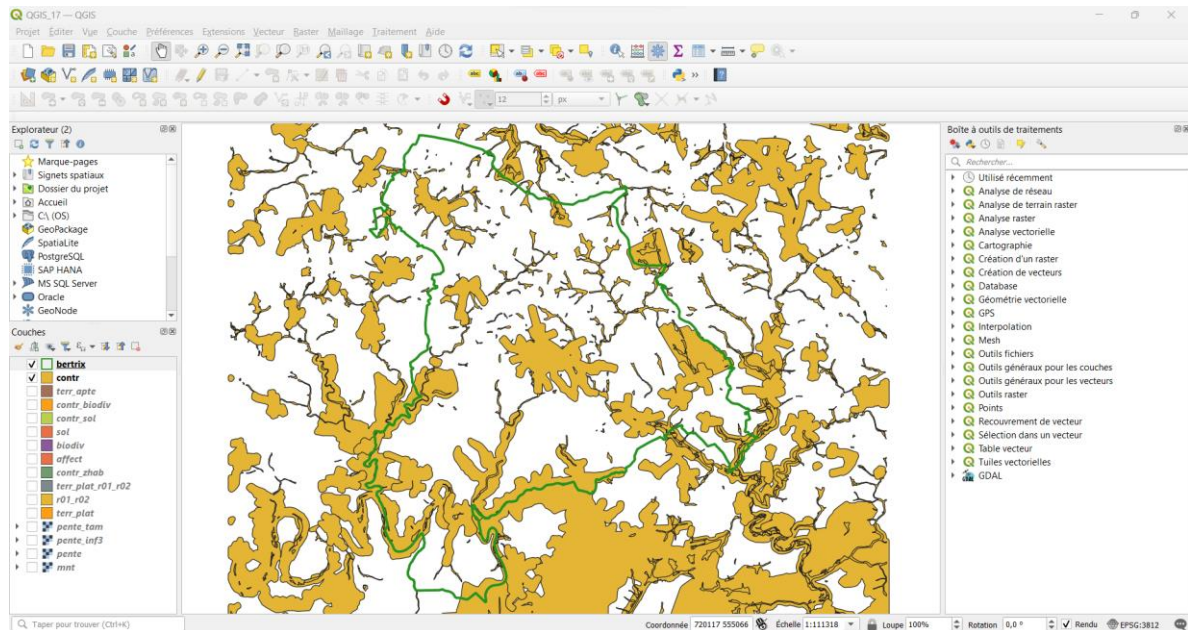 QGIS_17 — QGIS
Projet Éditer Vue Couche Préférences Extensions Vecteur Raster Maillage Traitement Aide
12 px
Explorateur (2)
Marque-pages
Signets spatiaux
Dossier du projet
Accueil
C:\ (OS)
GeoPackage
SpatiaLite
PostgreSQL
SAP HANA
MS SQL Server
Oracle
GeoNode
Couches
bertrix
contr
terr_apte
contr_biodiv
contr_sol
sol
biodiv
affect
contr_zhab
terr_plat_r01_r02
r01_r02
terr_plat
pente_tam
pente_inf3
pente
mnt
Boîte à outils de traitements
Rechercher...
Utilisé récemment
Analyse de réseau
Analyse de terrain raster
Analyse raster
Analyse vectorielle
Cartographie
Création d'un raster
Création de vecteurs
Database
Géométrie vectorielle
GPS
Interpolation
Mesh
Outils fichiers
Outils généraux pour les couches
Outils généraux pour les vecteurs
Outils raster
Points
Recouvrement de vecteur
Sélection dans un vecteur
Table vecteur
Tuiles vectorielles
GDAL
Taper pour trouver (Ctrl+K)
Coordonnée 720117 555066 Échelle 1:111318 Loupe 100% Rotation 0,0 ° Rendu EPSG:3812